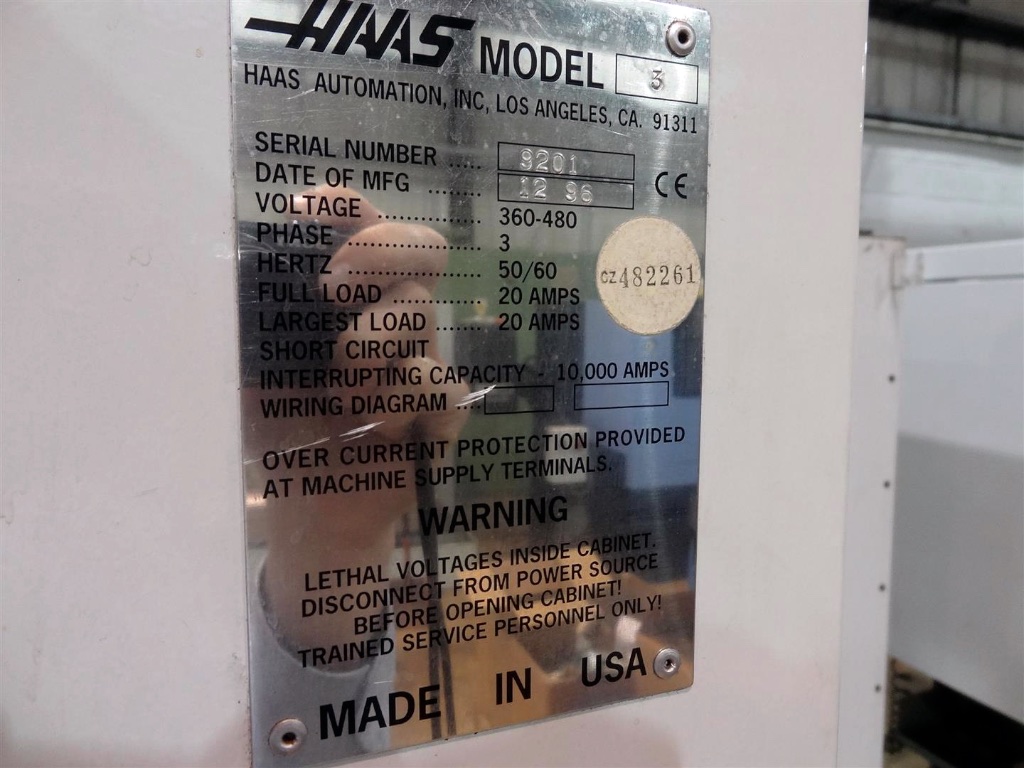 HAAS MODEL 3
HAAS AUTOMATION, INC, LOS ANGELES, CA. 91311
SERIAL NUMBER ..... 9201
DATE OF MFG ........ 12 96
CE
VOLTAGE ................ 360-480
PHASE .................... 3
HERTZ .................... 50/60
FULL LOAD ............. 20 AMPS
LARGEST LOAD ....... 20 AMPS
cz482261
SHORT CIRCUIT
INTERRUPTING CAPACITY - 10,000 AMPS
WIRING DIAGRAM ....
OVER CURRENT PROTECTION PROVIDED
AT MACHINE SUPPLY TERMINALS.
WARNING
LETHAL VOLTAGES INSIDE CABINET.
DISCONNECT FROM POWER SOURCE
BEFORE OPENING CABINET!
TRAINED SERVICE PERSONNEL ONLY!
MADE IN USA